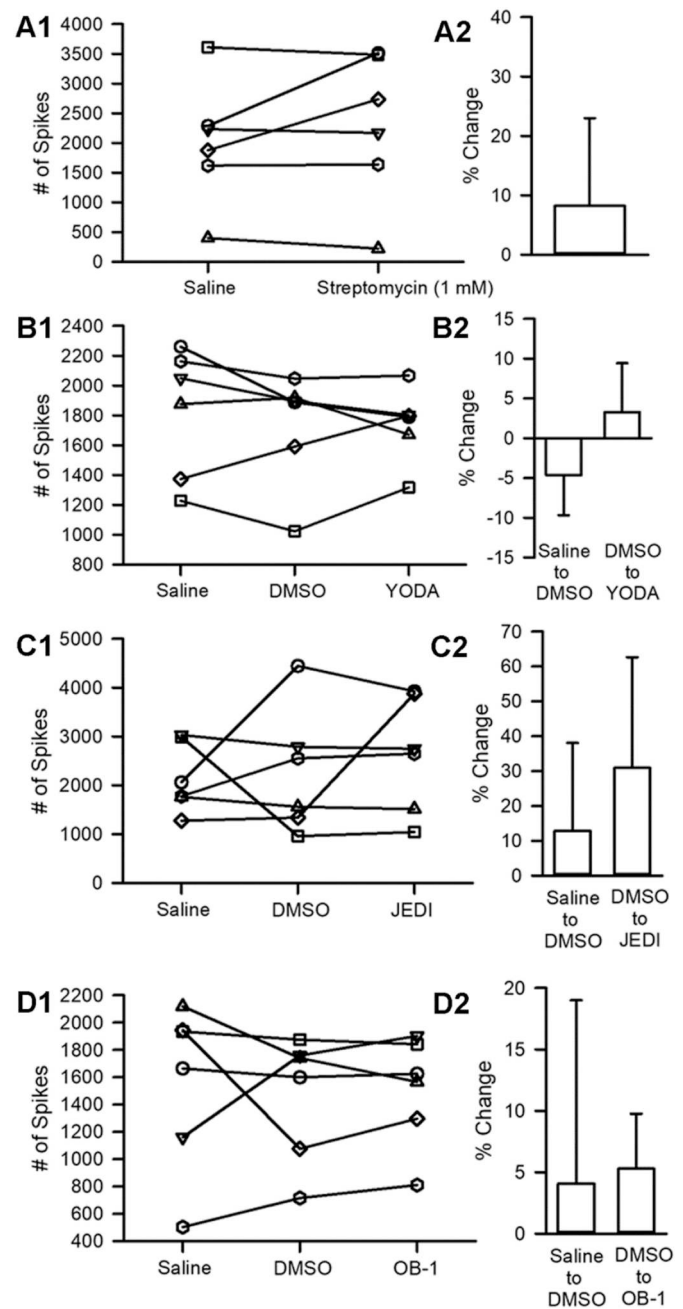 A1
# of Spikes
4000
3500
3000
2500
2000
1500
1000
500
0
Saline
Streptomycin (1 mM)
A2
% Change
40
30
20
10
0
B1
# of Spikes
2400
2200
2000
1800
1600
1400
1200
1000
800
Saline
DMSO
YODA
B2
% Change
15
10
5
0
-5
-10
-15
Saline
to
DMSO
DMSO
to
YODA
C1
# of Spikes
5000
4000
3000
2000
1000
0
Saline
DMSO
JEDI
C2
% Change
70
60
50
40
30
20
10
0
Saline
to
DMSO
DMSO
to
JEDI
D1
# of Spikes
2200
2000
1800
1600
1400
1200
1000
800
600
400
Saline
DMSO
OB-1
D2
% Change
20
15
10
5
0
Saline
to
DMSO
DMSO
to
OB-1